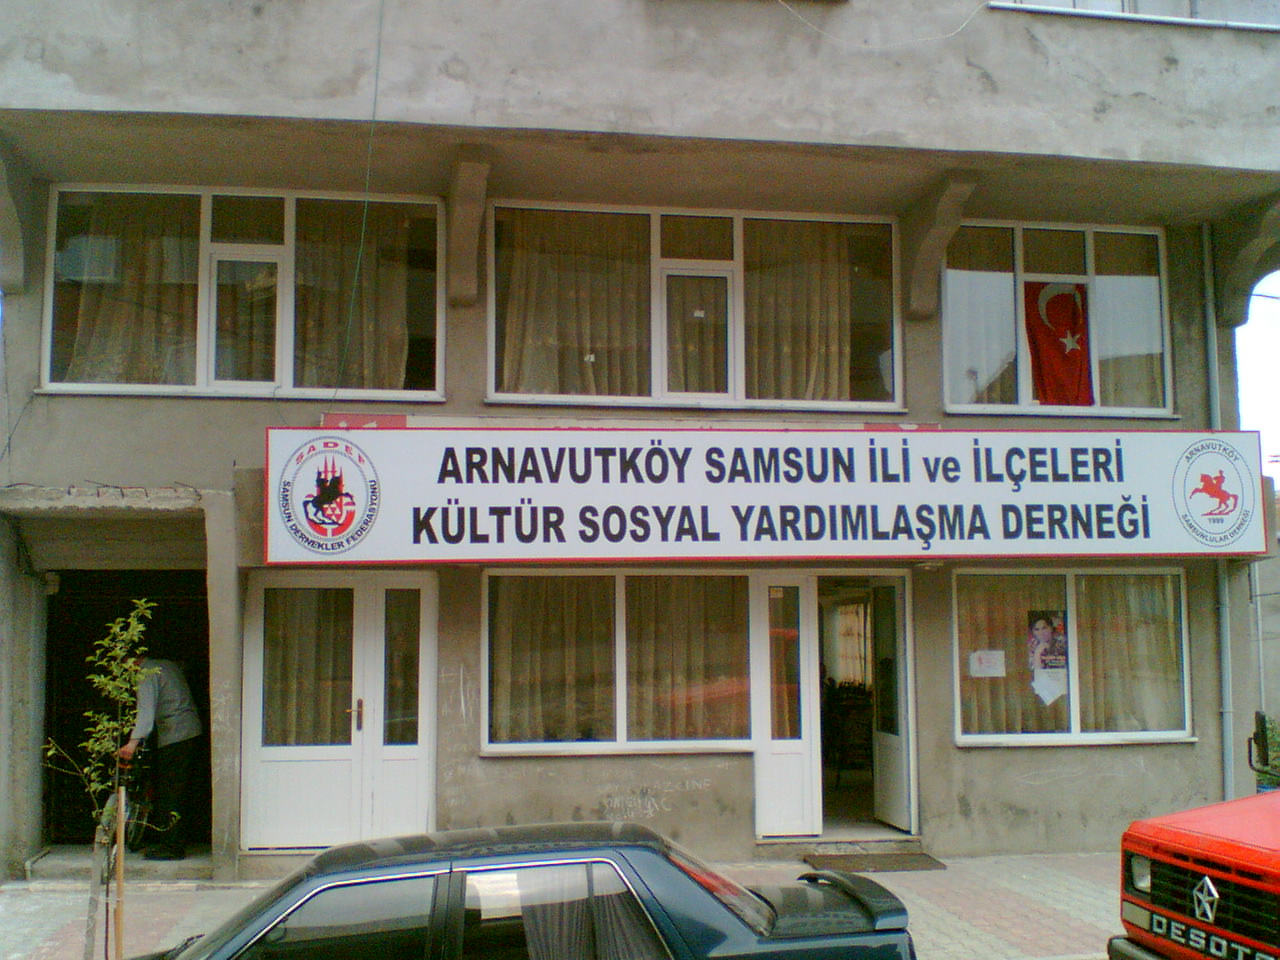 SADEF
SAMSUN DERNEKLER FEDERASYONU
ARNAVUTKÖY SAMSUN İLİ ve İLÇELERİ
KÜLTÜR SOSYAL YARDIMLAŞMA DERNEĞİ
ARNAVUTKÖY
1999
SAMSUNLULAR DERNEĞİ
DESOTO